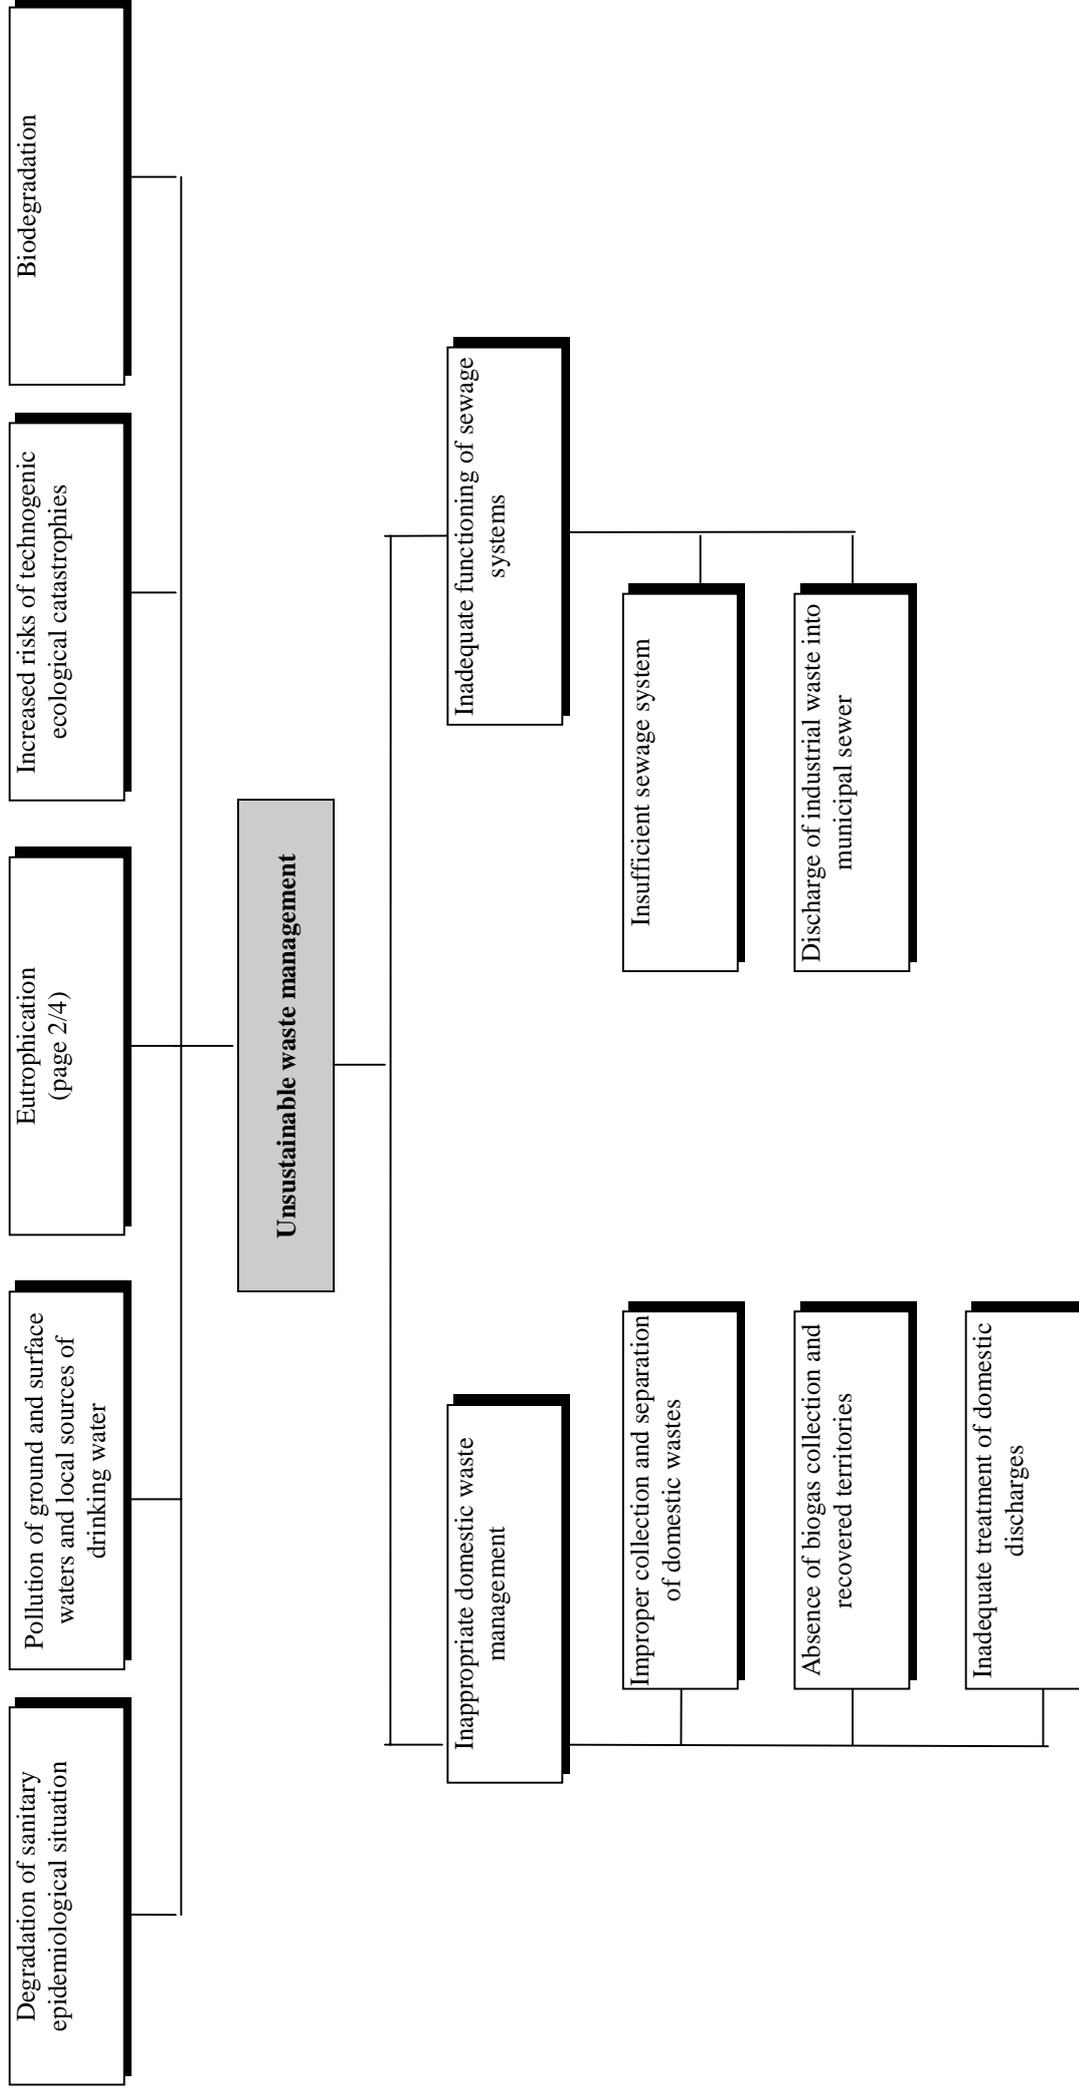 Degradation of sanitary
epidemiological situation
Pollution of ground and surface
waters and local sources of
drinking water
Eutrophication
(page 2/4)
Increased risks of technogenic
ecological catastrophies
Biodegradation
Unsustainable waste management
Inappropriate domestic waste
management
Inadequate functioning of sewage
systems
Improper collection and separation
of domestic wastes
Insufficient sewage system
Absence of biogas collection and
recovered territories
Discharge of industrial waste into
municipal sewer
Inadequate treatment of domestic
discharges